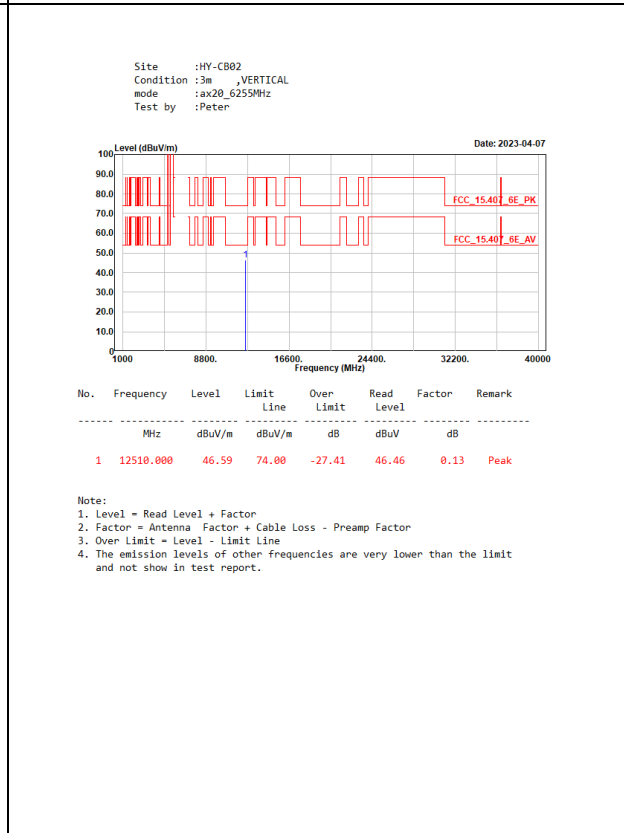 Site :HY-CB02
Condition :3m ,VERTICAL
mode :ax20_6255MHz
Test by :Peter
Level (dBuV/m) Date: 2023-04-07
100
90.0
80.0
70.0
60.0
50.0
40.0
30.0
20.0
10.0
0
FCC_15.407_6E_PK
FCC_15.407_6E_AV
1
1000 8800. 16600. 24400. 32200. 40000
Frequency (MHz)
No. Frequency Level Limit Over Read Factor Remark
Line Limit Level
------ ----------- -------- --------- --------- --------- --------- ---------
MHz dBuV/m dBuV/m dB dBuV dB
1 12510.000 46.59 74.00 -27.41 46.46 0.13 Peak
Note:
1. Level = Read Level + Factor
2. Factor = Antenna Factor + Cable Loss - Preamp Factor
3. Over Limit = Level - Limit Line
4. The emission levels of other frequencies are very lower than the limit
and not show in test report.